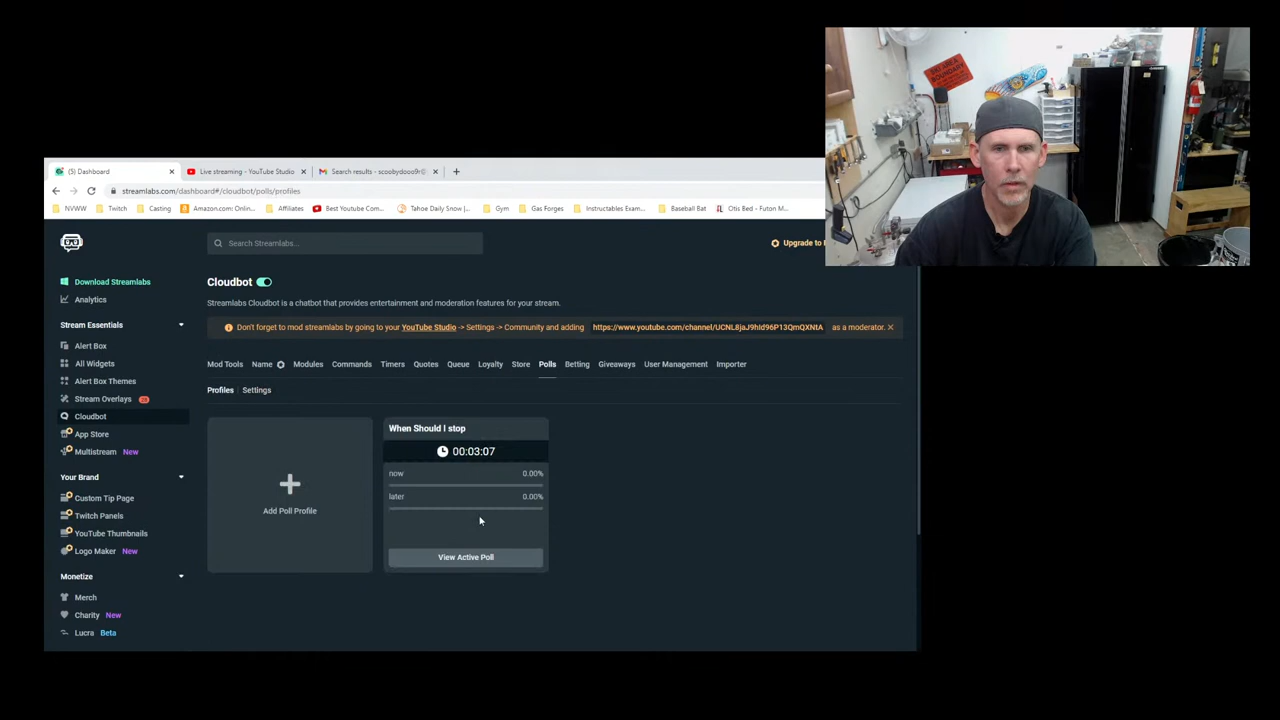 (5) Dashboard
Live streaming - YouTube Studio
Search results - scoobydooo9r@
streamlabs.com/dashboard#/cloudbot/polls/profiles
NVWW
Twitch
Casting
Amazon.com: Onlin...
Affiliates
Best Youtube Com...
Tahoe Daily Snow |...
Gym
Gas Forges
Instructables Exam...
Baseball Bat
Otis Bed - Futon M...
Search Streamlabs...
Upgrade to
Download Streamlabs
Analytics
Stream Essentials
Alert Box
All Widgets
Alert Box Themes
Stream Overlays
Cloudbot
App Store
Multistream New
Your Brand
Custom Tip Page
Twitch Panels
YouTube Thumbnails
Logo Maker New
Monetize
Merch
Charity New
Lucra Beta
Cloudbot
Streamlabs Cloudbot is a chatbot that provides entertainment and moderation features for your stream.
Don't forget to mod streamlabs by going to your YouTube Studio -> Settings -> Community and adding https://www.youtube.com/channel/UCNL8jaJ9hId96P13QmQXNtA as a moderator.
Mod Tools Name Modules Commands Timers Quotes Queue Loyalty Store Polls Betting Giveaways User Management Importer
Profiles Settings
Add Poll Profile
When Should I stop
00:03:07
now 0.00%
later 0.00%
View Active Poll